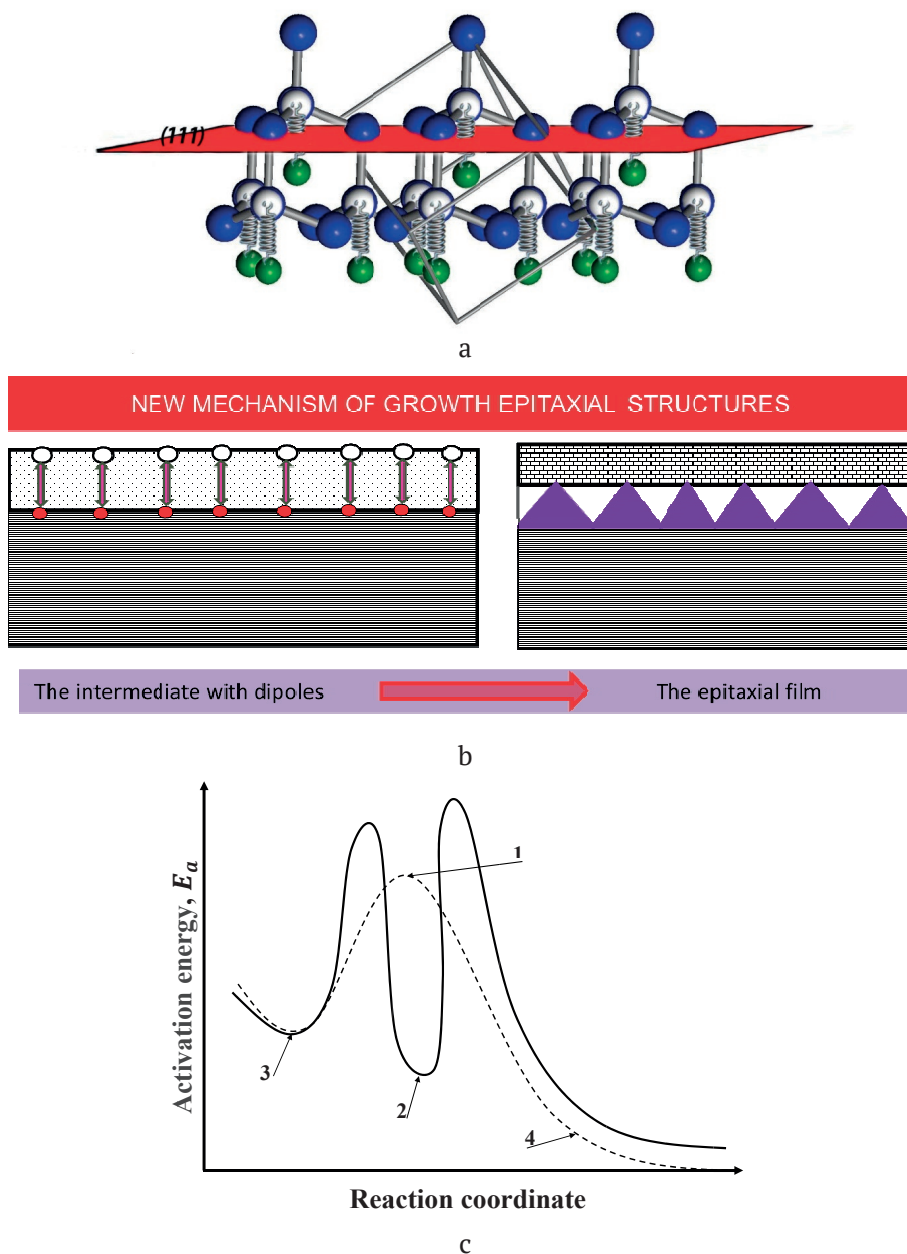 (111)
a
NEW MECHANISM OF GROWTH EPITAXIAL STRUCTURES
The intermediate with dipoles
The epitaxial film
b
Activation energy, Eₐ
1
3
2
4
Reaction coordinate
c